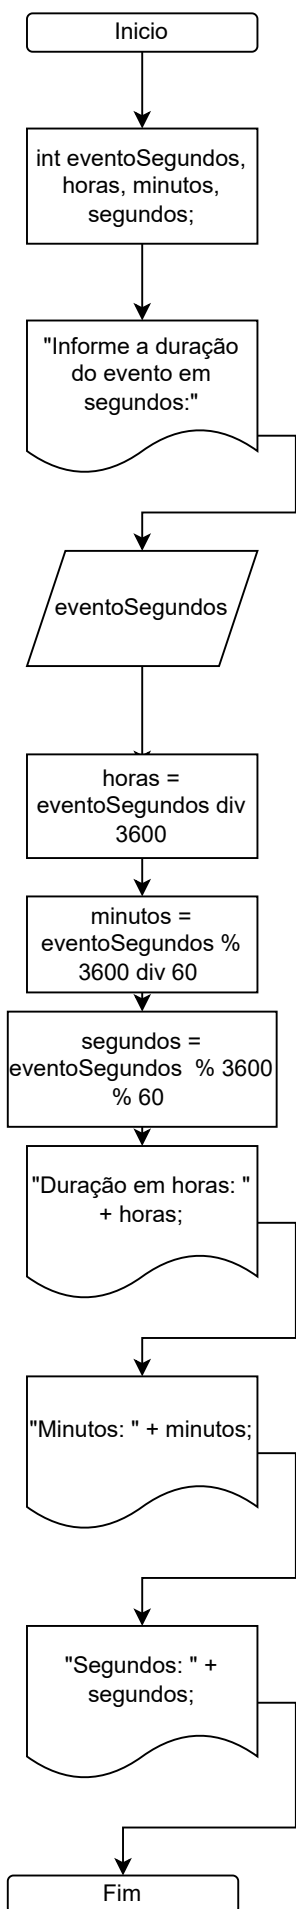 Inicio
int eventoSegundos,
horas, minutos,
segundos;
"Informe a duração
do evento em
segundos:"
eventoSegundos
horas =
eventoSegundos div
3600
minutos =
eventoSegundos %
3600 div 60
segundos =
eventoSegundos  % 3600
% 60
"Duração em horas: "
+ horas;
"Minutos: " + minutos;
"Segundos: " +
segundos;
Fim